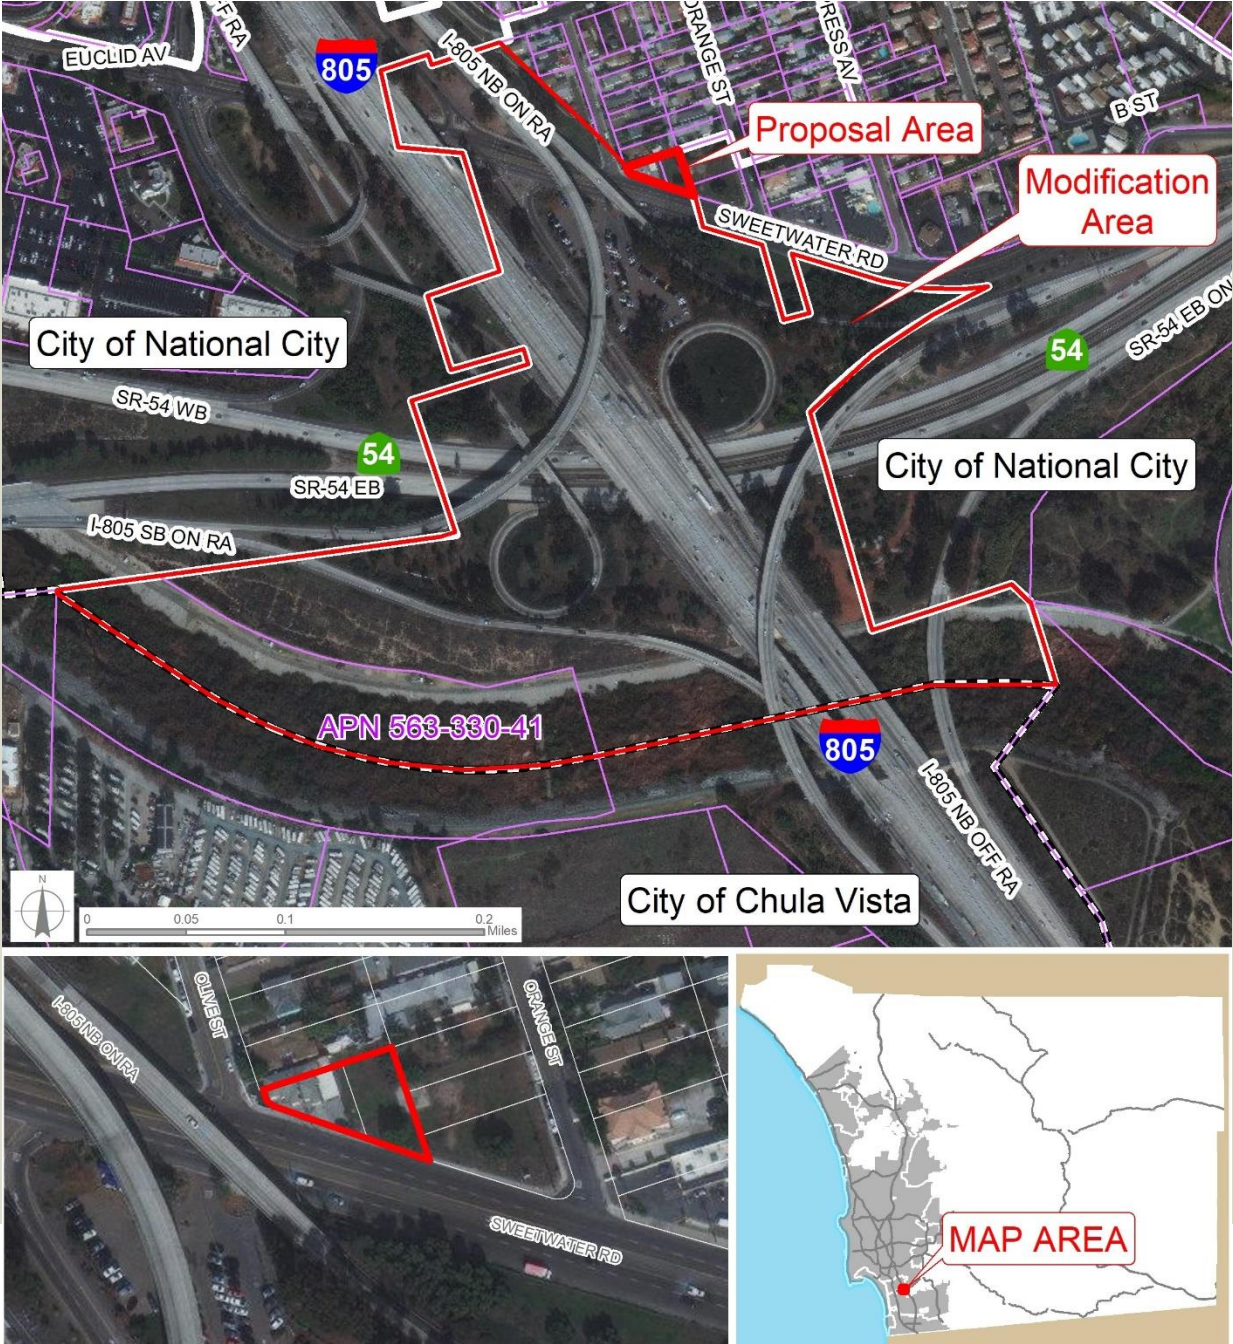 EUCLID AV
-F RA
805
I-805 NB ON RA
ORANGE ST
RESS AV
B ST
Proposal Area
Modification
Area
SWEETWATER RD
City of National City
54
SR-54 EB ON
SR-54 WB
54
SR-54 EB
City of National City
I-805 SB ON RA
APN 563-330-41
805
I-805 NB OFF RA
City of Chula Vista
N
0 0.05 0.1 0.2
Miles
OLIVE ST
I-805 NB ON RA
ORANGE ST
SWEETWATER RD
MAP AREA